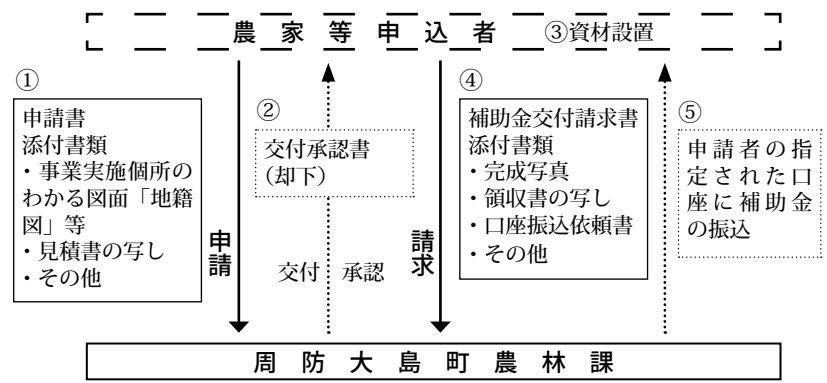 農家等申込者 ③資材設置
①
申請書
添付書類
・事業実施個所の
わかる図面「地籍
図」等
・見積書の写し
・その他
申請
②
交付承認書
（却下）
交付 承認
請求
④
補助金交付請求書
添付書類
・完成写真
・領収書の写し
・口座振込依頼書
・その他
⑤
申請者の指
定された口
座に補助金
の振込
周防大島町農林課